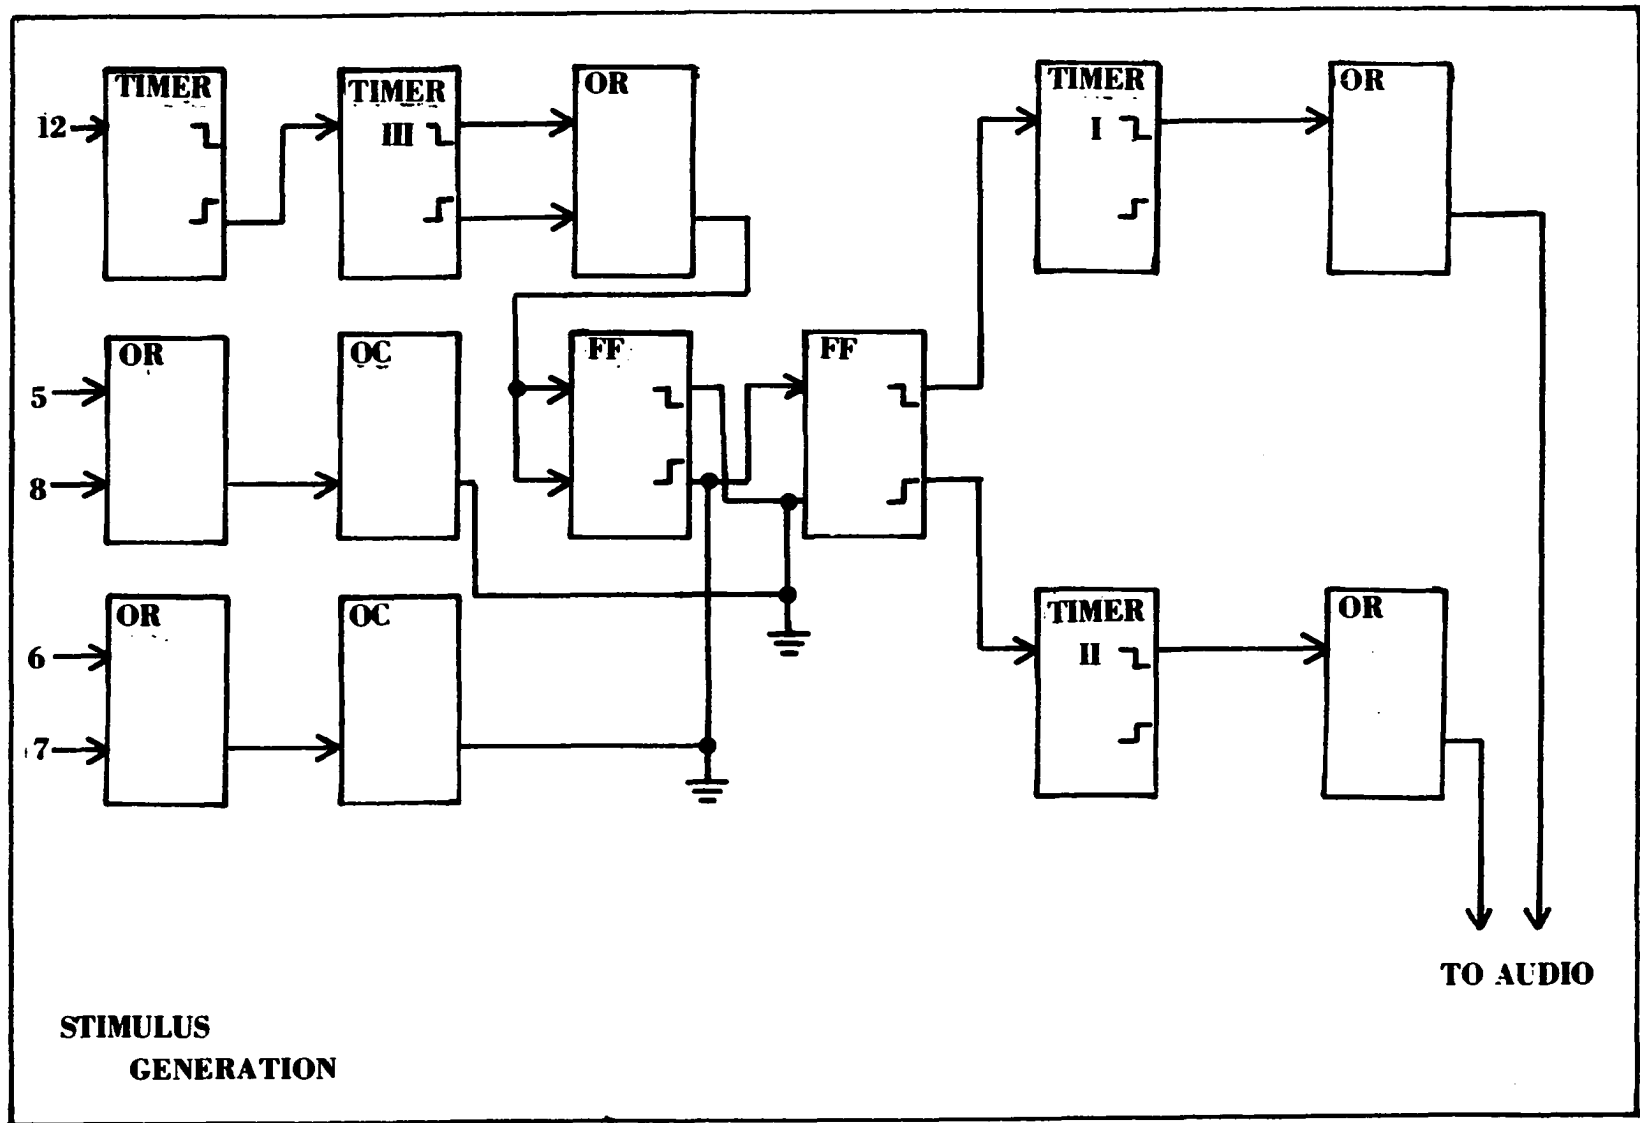 TIMER
12
TIMER
III
OR
TIMER
I
OR
OR
5
8
OC
FF
FF
OR
6
7
OC
TIMER
II
OR
TO AUDIO
STIMULUS
GENERATION